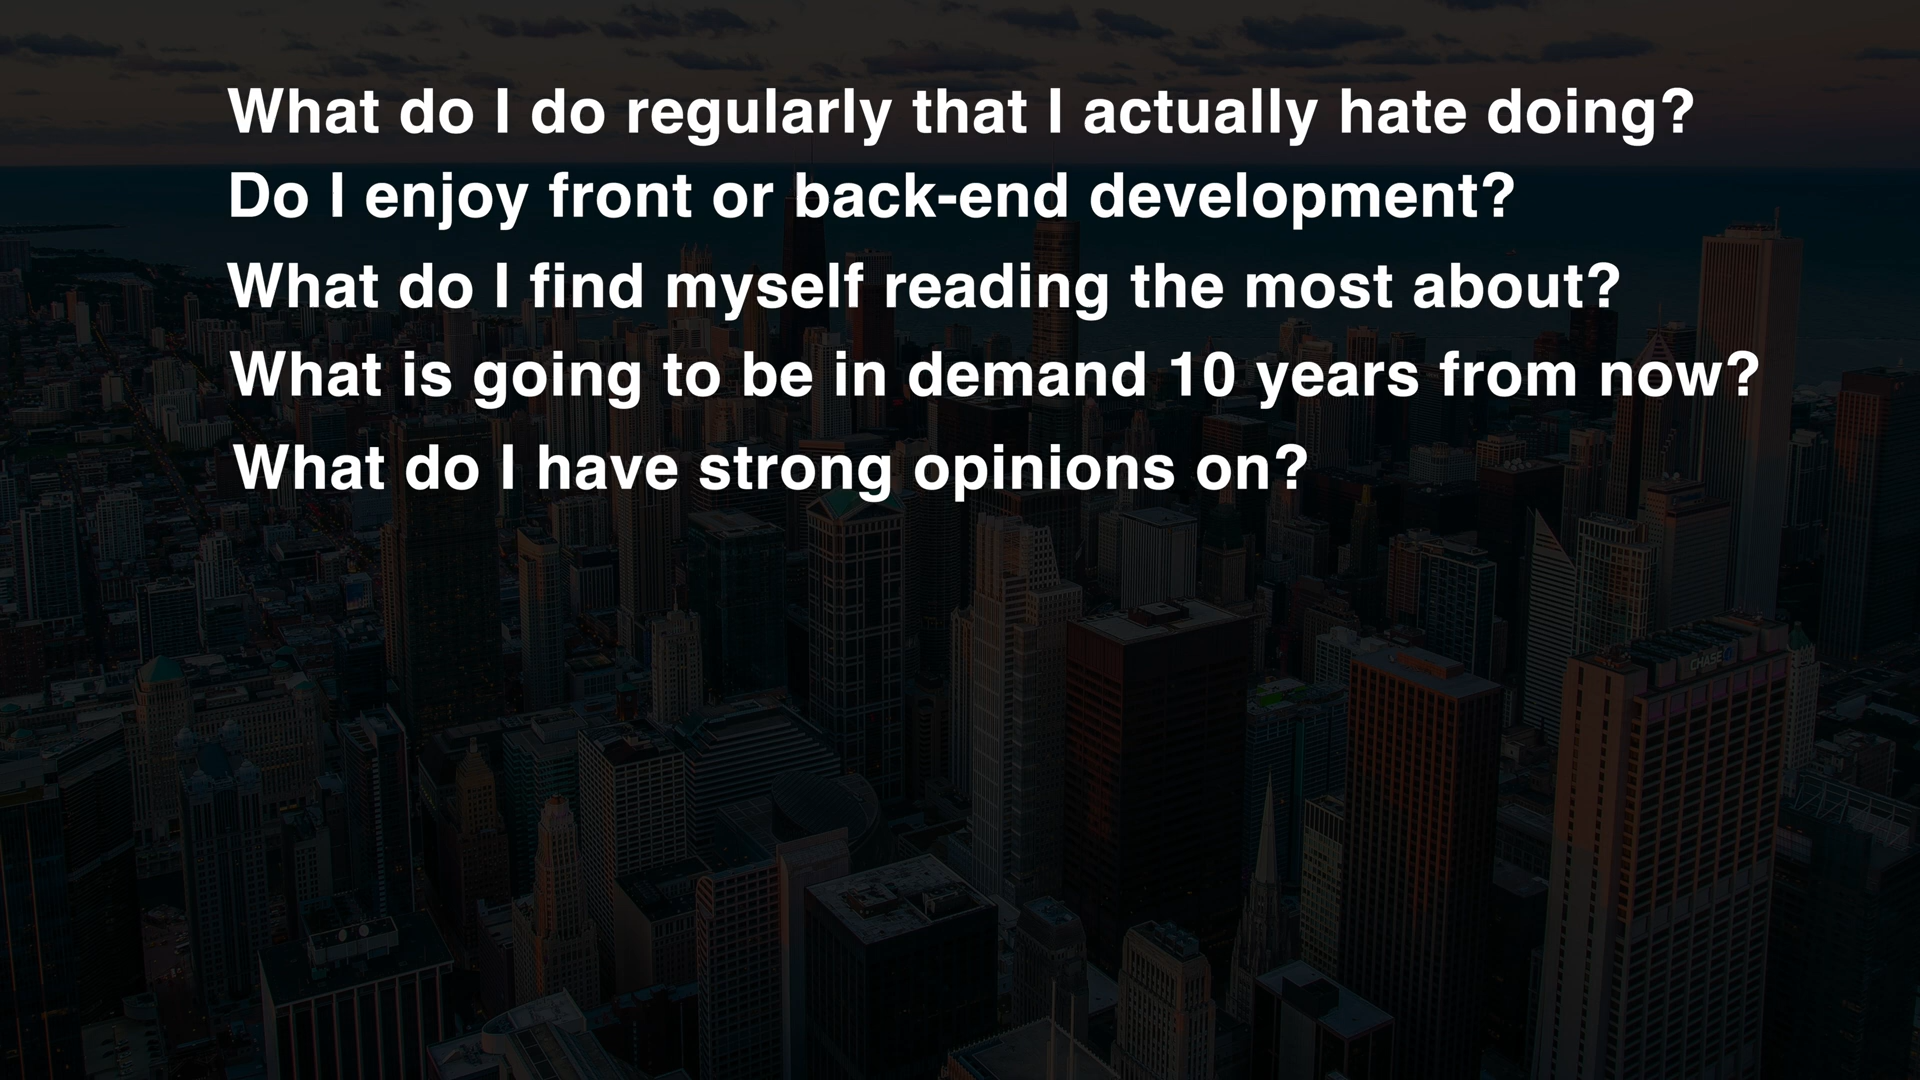 What do I do regularly that I actually hate doing?
Do I enjoy front or back-end development?
What do I find myself reading the most about?
What is going to be in demand 10 years from now?
What do I have strong opinions on?
CHASE